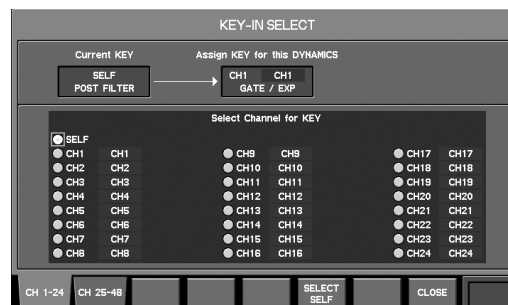 KEY-IN SELECT
Current KEY Assign KEY for this DYNAMICS
SELF CH1 CH1
POST FILTER GATE / EXP
Select Channel for KEY
SELF
CH1 CH1 CH9 CH9 CH17 CH17
CH2 CH2 CH10 CH10 CH18 CH18
CH3 CH3 CH11 CH11 CH19 CH19
CH4 CH4 CH12 CH12 CH20 CH20
CH5 CH5 CH13 CH13 CH21 CH21
CH6 CH6 CH14 CH14 CH22 CH22
CH7 CH7 CH15 CH15 CH23 CH23
CH8 CH8 CH16 CH16 CH24 CH24
CH 1-24 CH 25-48 SELECT SELF CLOSE